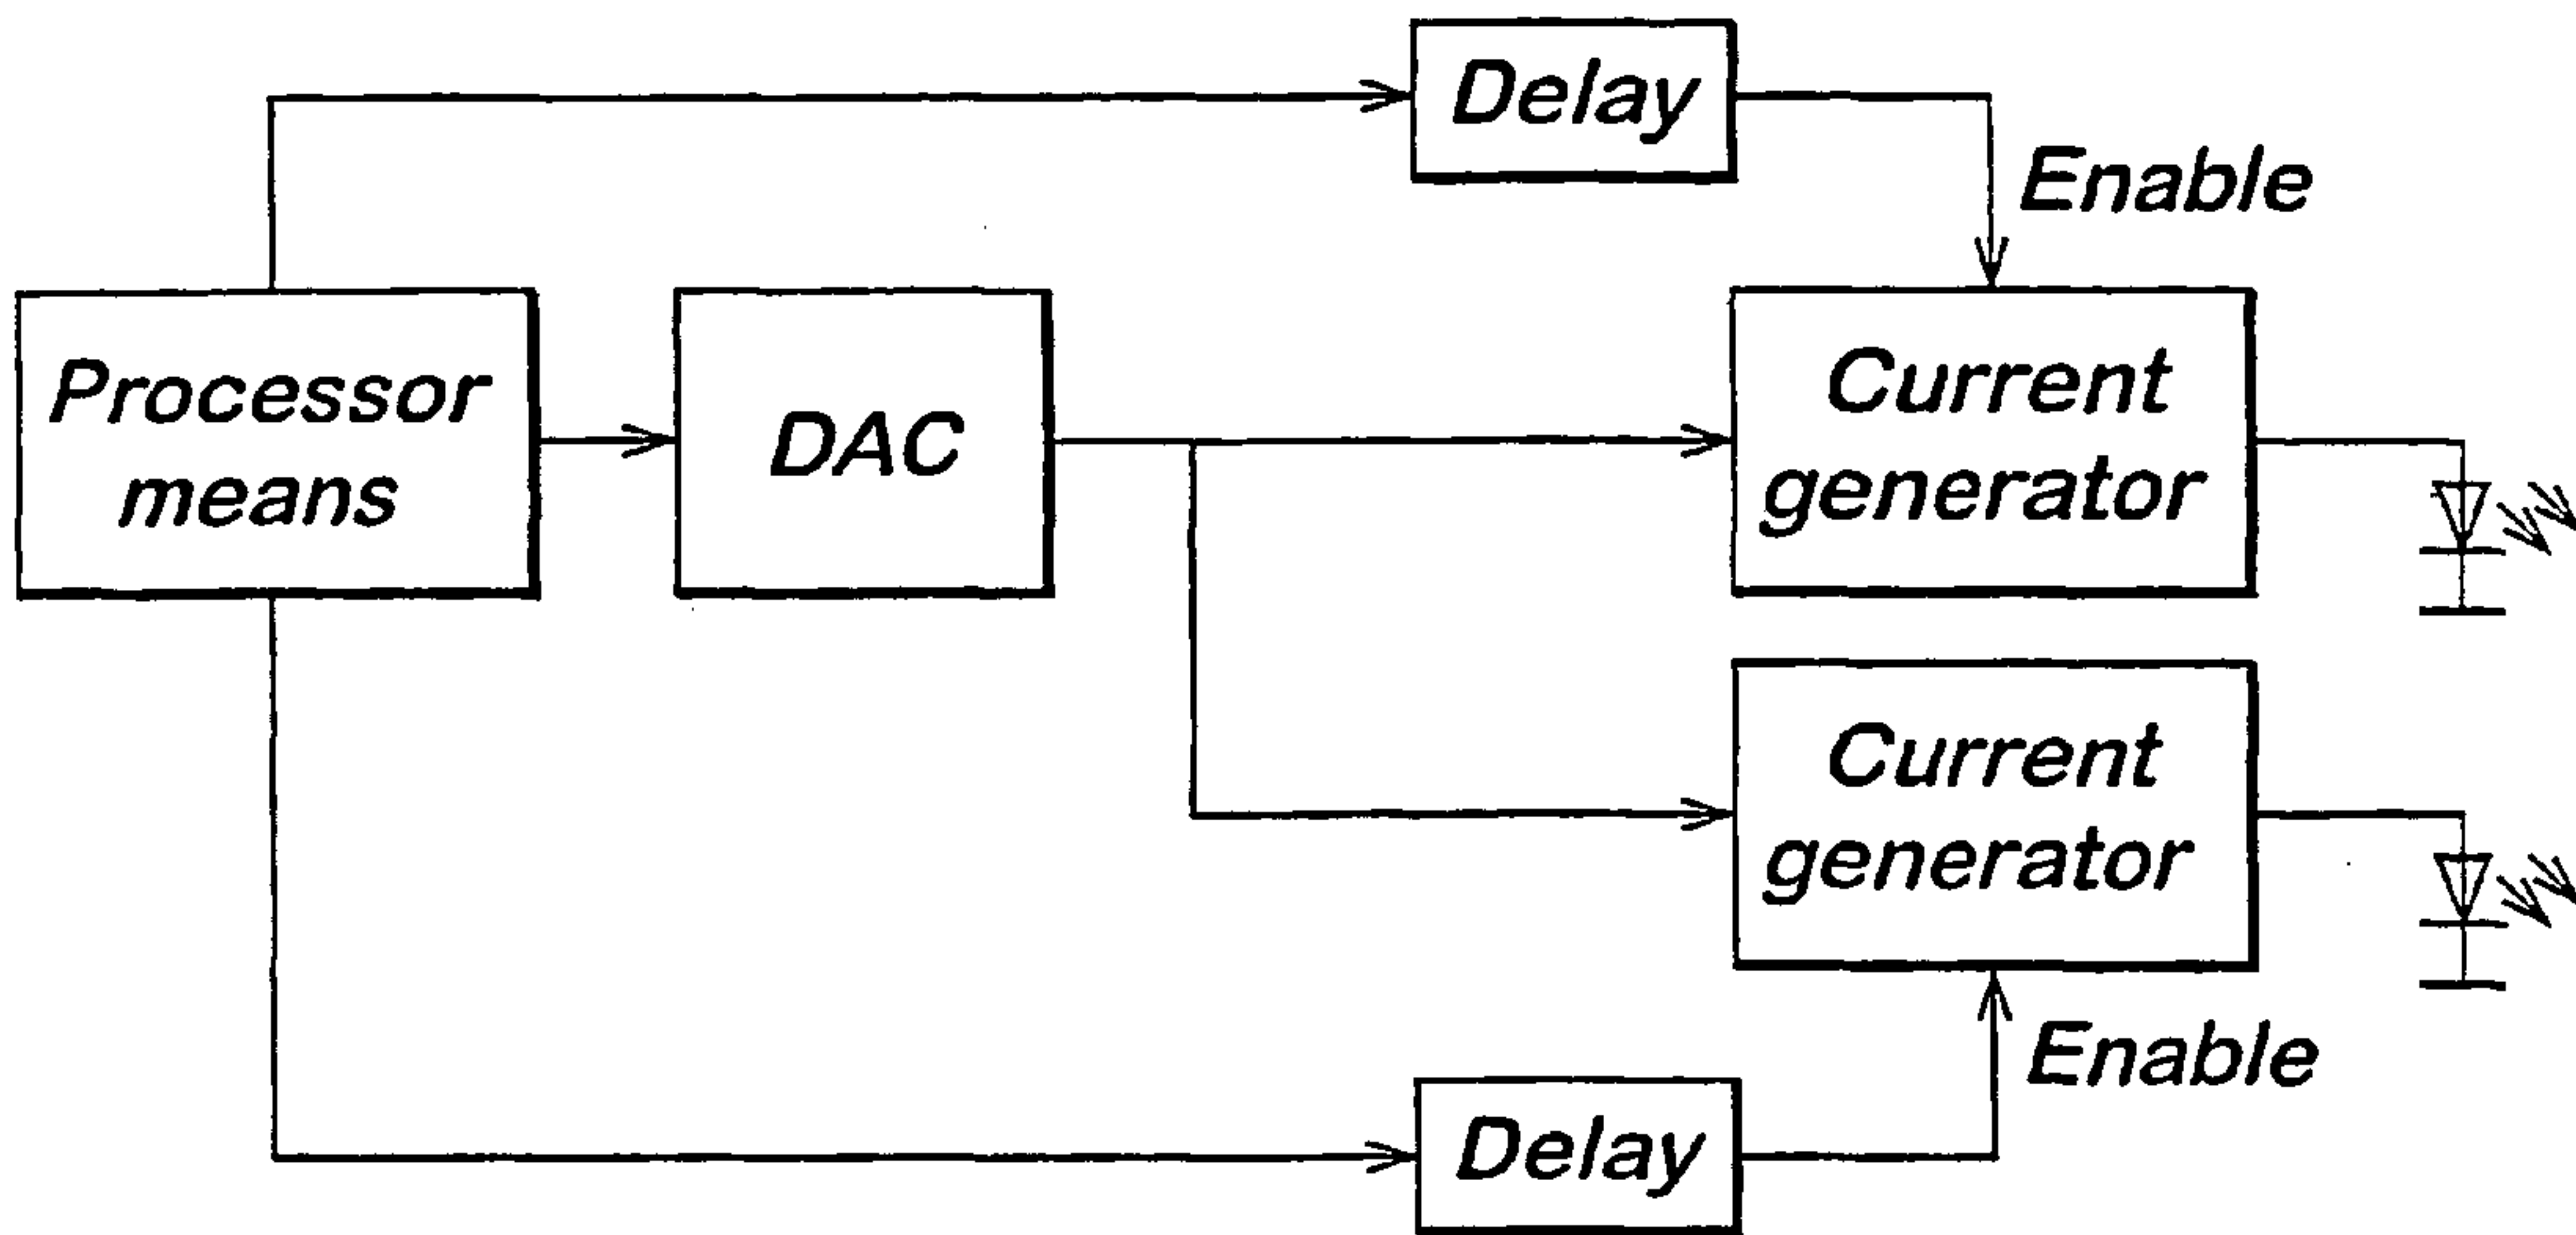 Delay
Enable
Processor
means
DAC
Current
generator
Current
generator
Enable
Delay